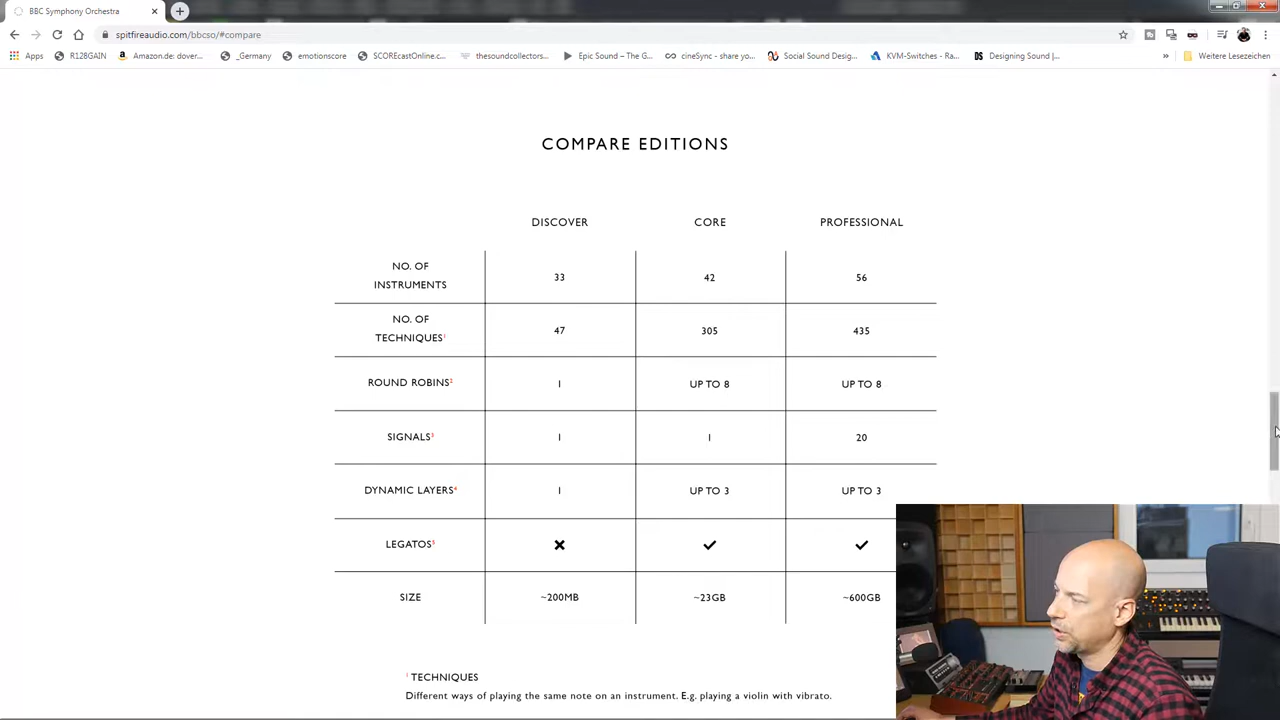 BBC Symphony Orchestra
spitfireaudio.com/bbcso/#compare
Apps R128GAIN Amazon.de: dover... _Germany emotionscore SCOREcastOnline.c... thesoundcollectors... Epic Sound – The G... cineSync - share yo... Social Sound Desig... KVM-Switches - Ra... DS Designing Sound |... » Weitere Lesezeichen
COMPARE EDITIONS
DISCOVER CORE PROFESSIONAL
NO. OF
INSTRUMENTS 33 42 56
NO. OF
TECHNIQUES¹ 47 305 435
ROUND ROBINS² 1 UP TO 8 UP TO 8
SIGNALS³ 1 1 20
DYNAMIC LAYERS⁴ 1 UP TO 3 UP TO 3
LEGATOS⁵
SIZE ~200MB ~23GB ~600GB
¹ TECHNIQUES
Different ways of playing the same note on an instrument. E.g. playing a violin with vibrato.